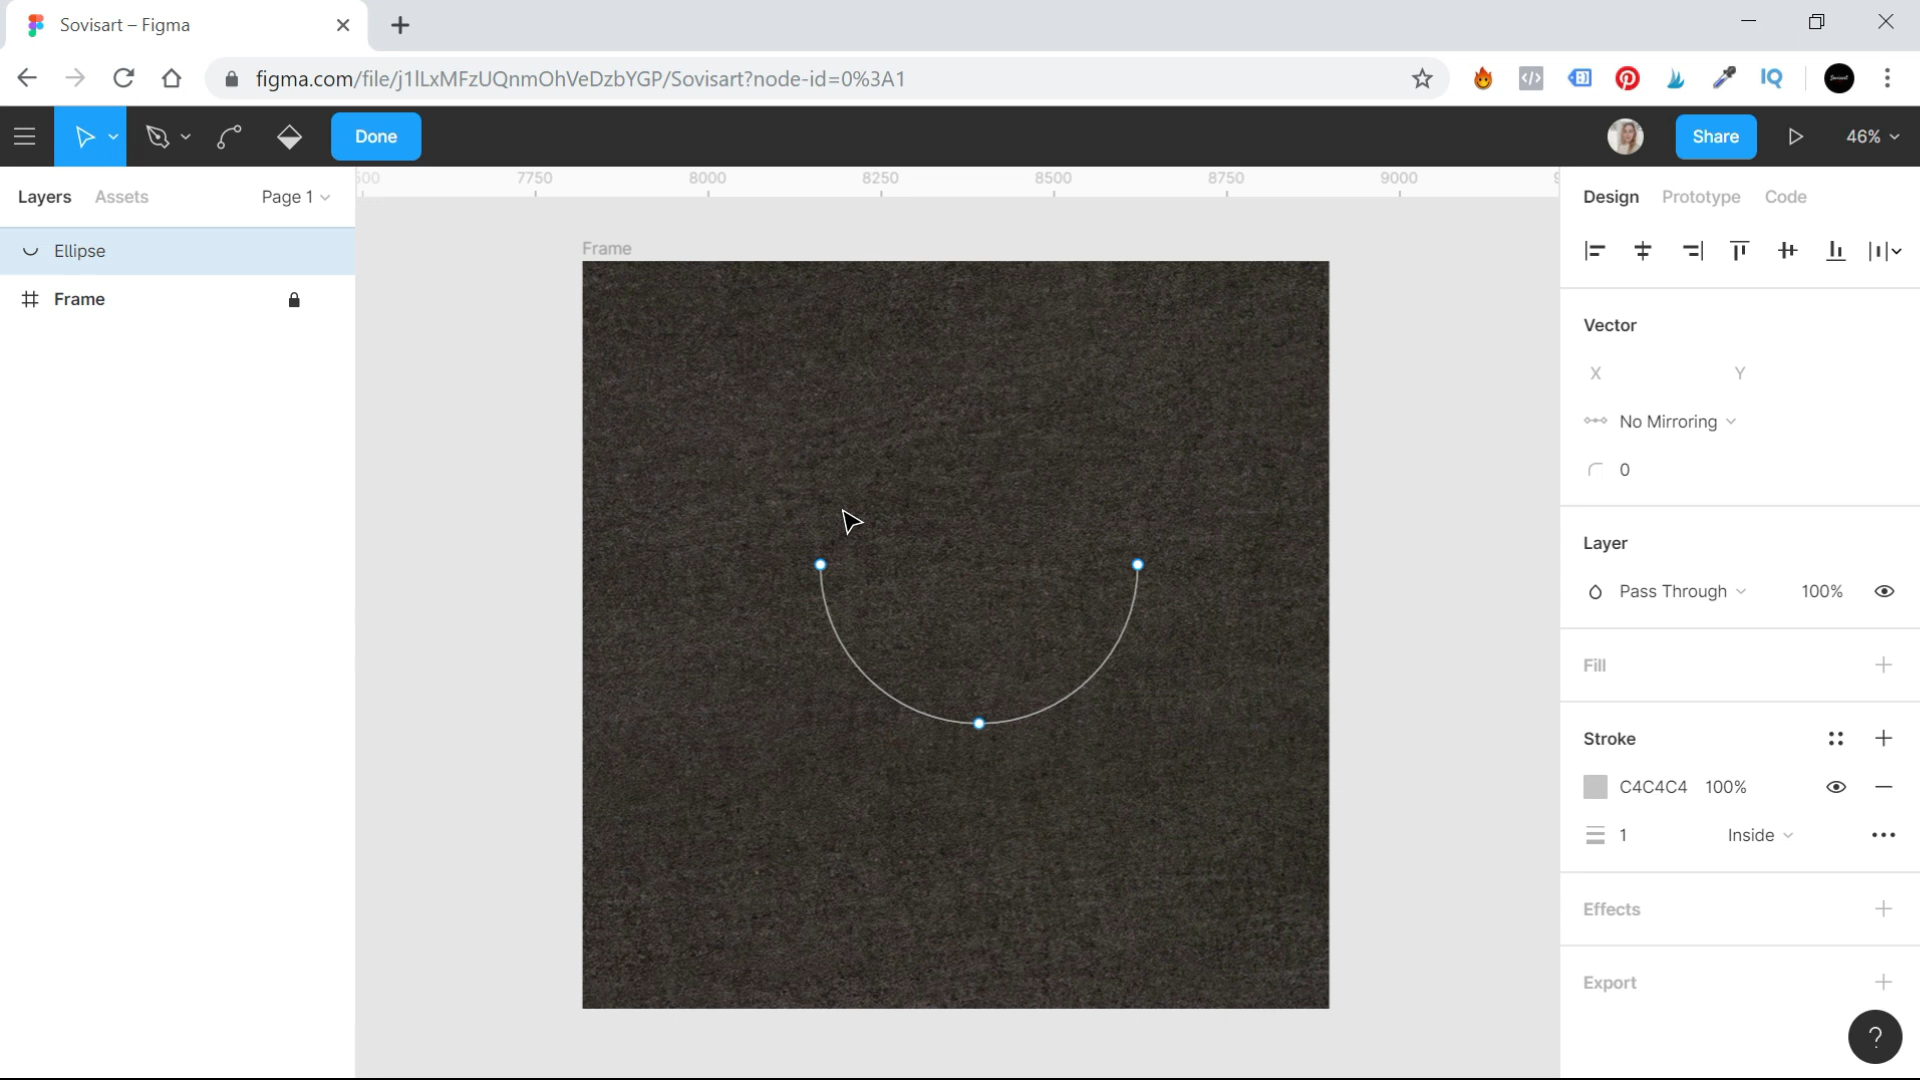 Sovisart – Figma
figma.com/file/j1lLxMFzUQnmOhVeDzbYGP/Sovisart?node-id=0%3A1
IQ
Done
Share
46%
Layers Assets Page 1
500 7750 8000 8250 8500 8750 9000
Design Prototype Code
Ellipse
Frame
Frame
Vector
X Y
No Mirroring
0
Layer
Pass Through 100%
Fill
Stroke
C4C4C4 100%
1 Inside
Effects
Export
?